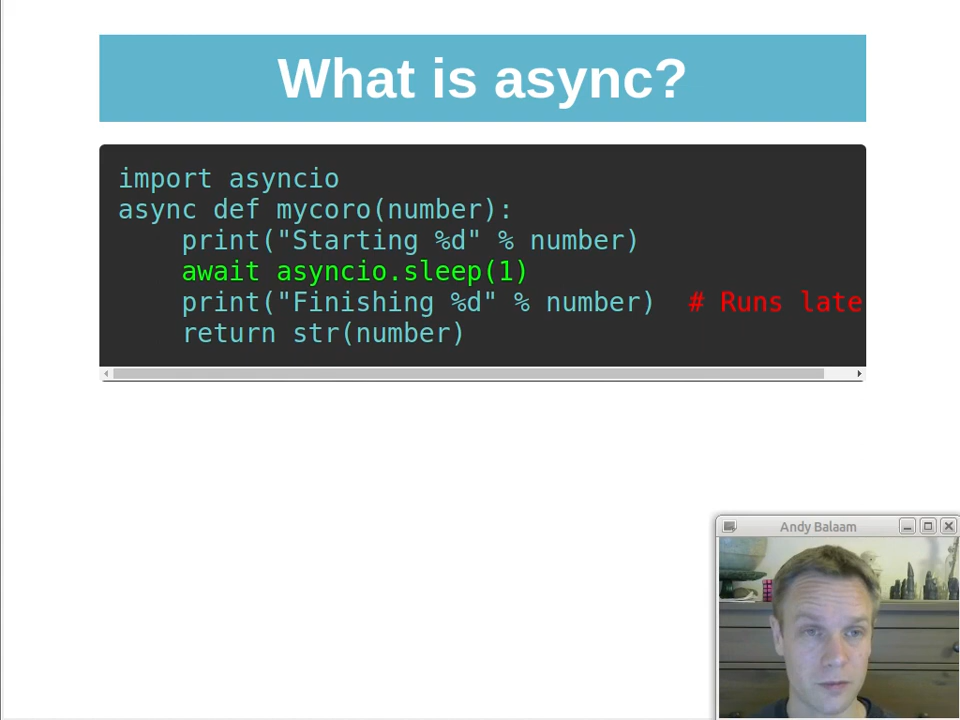 What is async?
import asyncio
async def mycoro(number):
    print("Starting %d" % number)
    await asyncio.sleep(1)
    print("Finishing %d" % number)  # Runs late
    return str(number)
Andy Balaam